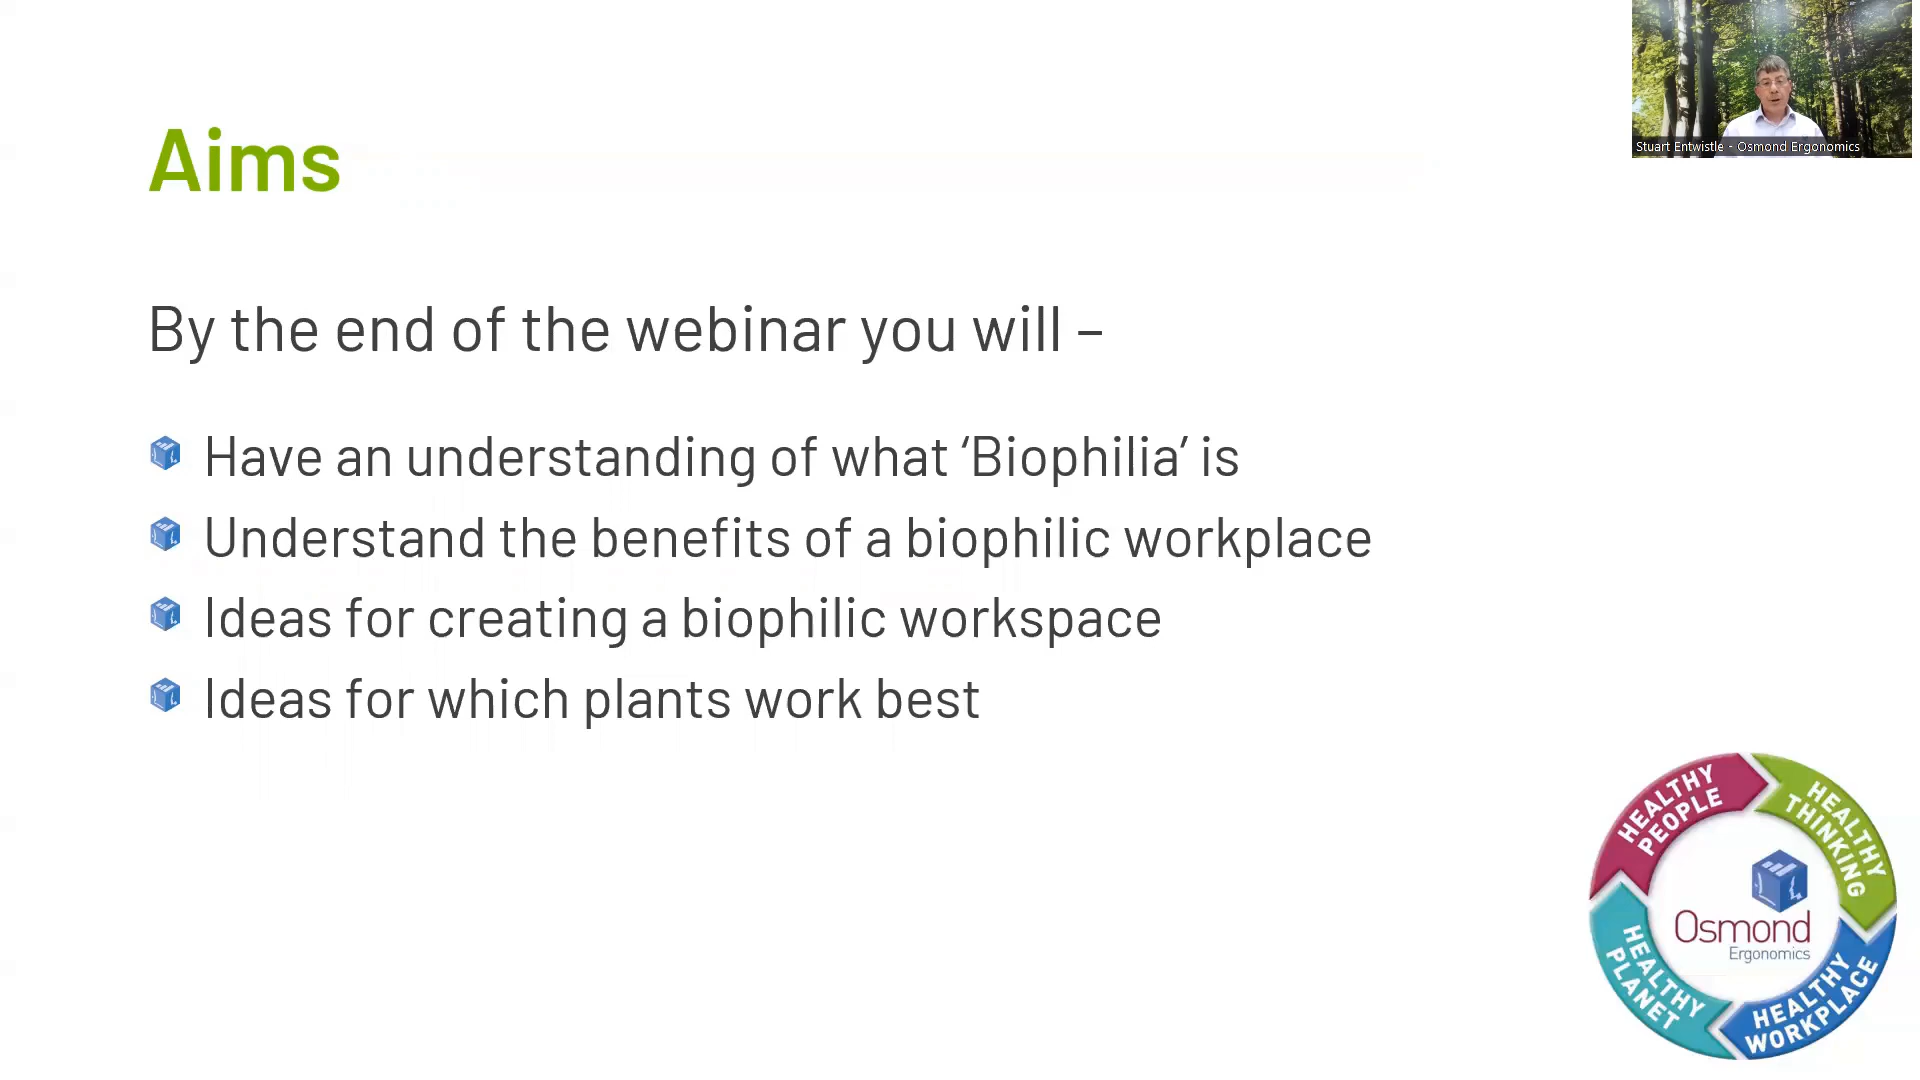 Aims
Stuart Entwistle - Osmond Ergonomics
By the end of the webinar you will –
Have an understanding of what ‘Biophilia’ is
Understand the benefits of a biophilic workplace
Ideas for creating a biophilic workspace
Ideas for which plants work best
HEALTHY
PEOPLE
HEALTHY
THINKING
Osmond
Ergonomics
HEALTHY
PLANET
HEALTHY
WORKPLACE